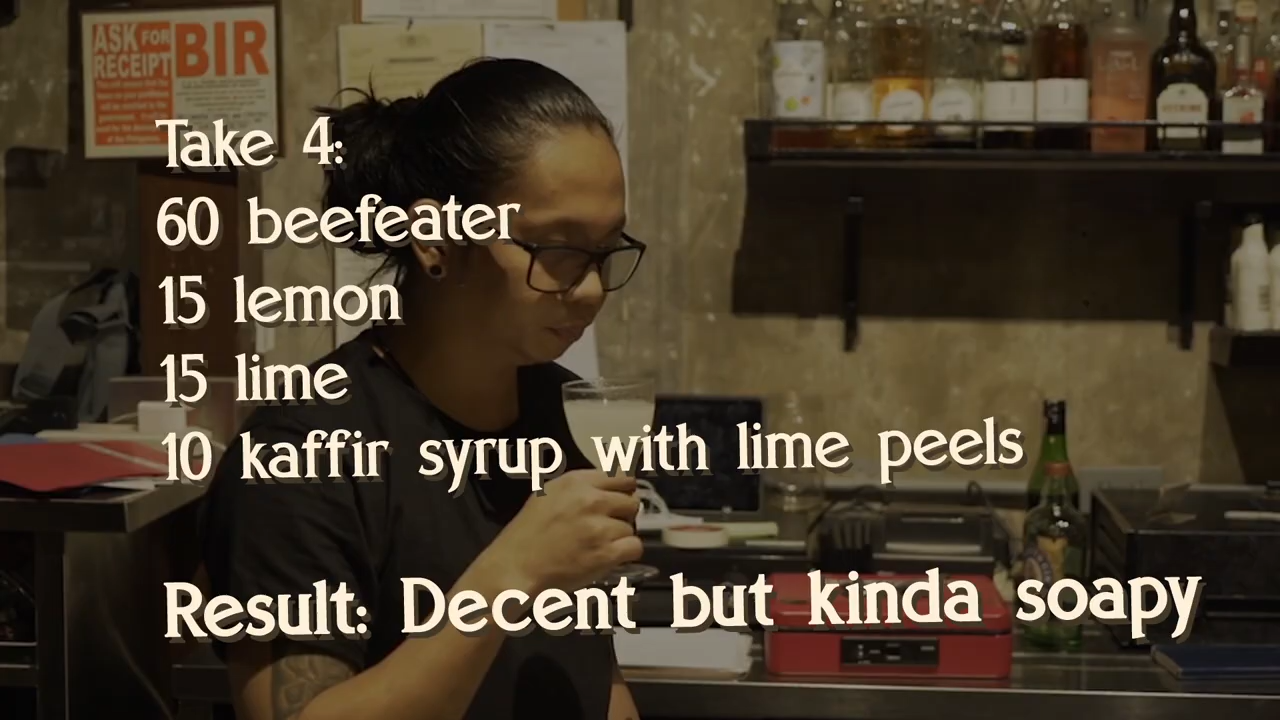 ASK FOR
RECEIPT
BIR
Take 4:
60 beefeater
15 lemon
15 lime
10 kaffir syrup with lime peels
Result: Decent but kinda soapy